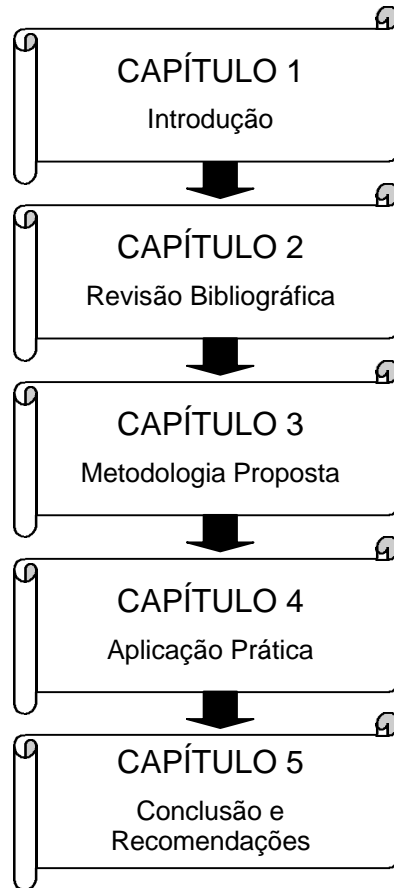 CAPÍTULO 1
Introdução
CAPÍTULO 2
Revisão Bibliográfica
CAPÍTULO 3
Metodologia Proposta
CAPÍTULO 4
Aplicação Prática
CAPÍTULO 5
Conclusão e
Recomendações